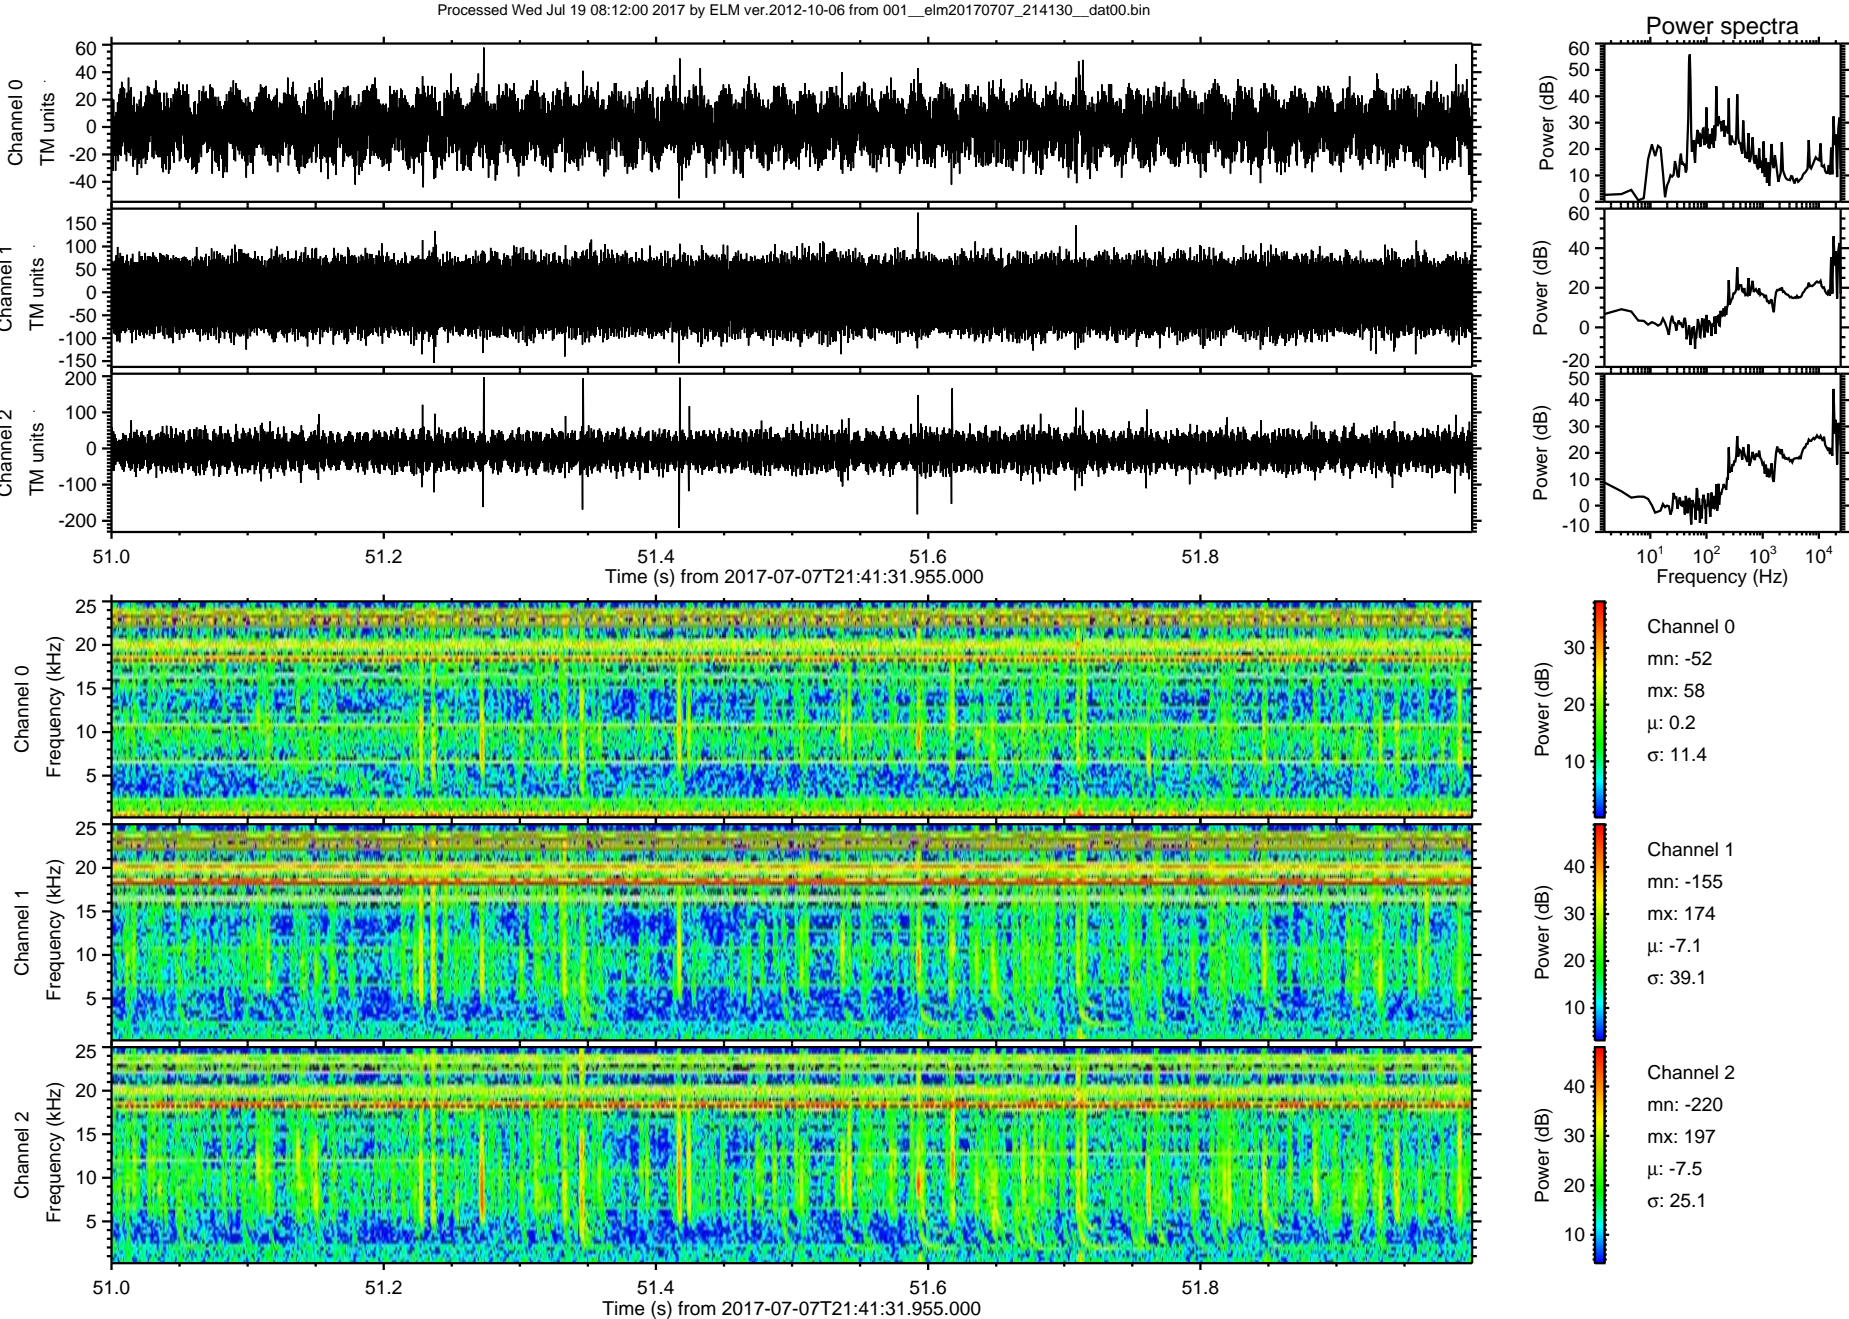 Processed Wed Jul 19 08:12:00 2017 by ELM ver.2012-10-06 from 001__elm20170707_214130__dat00.bin
Power spectra
Channel 0
TM units
60
40
20
0
-20
-40
Power (dB)
60
50
40
30
20
10
0
Channel 1
TM units
150
100
50
0
-50
-100
-150
Power (dB)
60
40
20
0
-20
Channel 2
TM units
200
100
0
-100
-200
Power (dB)
50
40
30
20
10
0
-10
51.0 51.2 51.4 51.6 51.8
Time (s) from 2017-07-07T21:41:31.955.000
10¹ 10² 10³ 10⁴
Frequency (Hz)
Channel 0
Frequency (kHz)
25
20
15
10
5
Power (dB)
30
20
10
Channel 0
mn: -52
mx: 58
μ: 0.2
σ: 11.4
Channel 1
Frequency (kHz)
25
20
15
10
5
Power (dB)
40
30
20
10
Channel 1
mn: -155
mx: 174
μ: -7.1
σ: 39.1
Channel 2
Frequency (kHz)
25
20
15
10
5
Power (dB)
40
30
20
10
Channel 2
mn: -220
mx: 197
μ: -7.5
σ: 25.1
51.0 51.2 51.4 51.6 51.8
Time (s) from 2017-07-07T21:41:31.955.000